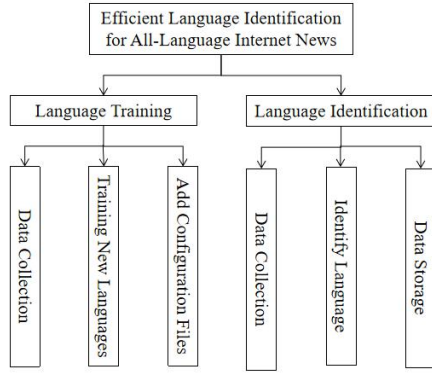 Efficient Language Identification
for All-Language Internet News
Language Training
Language Identification
Data Collection
Training New Languages
Add Configuration Files
Data Collection
Identify Language
Data Storage